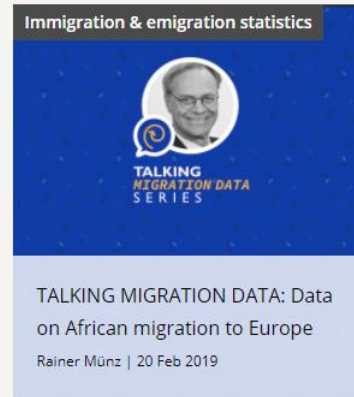 Immigration & emigration statistics
TALKING
MIGRATION DATA
SERIES
TALKING MIGRATION DATA: Data
on African migration to Europe
Rainer Münz | 20 Feb 2019